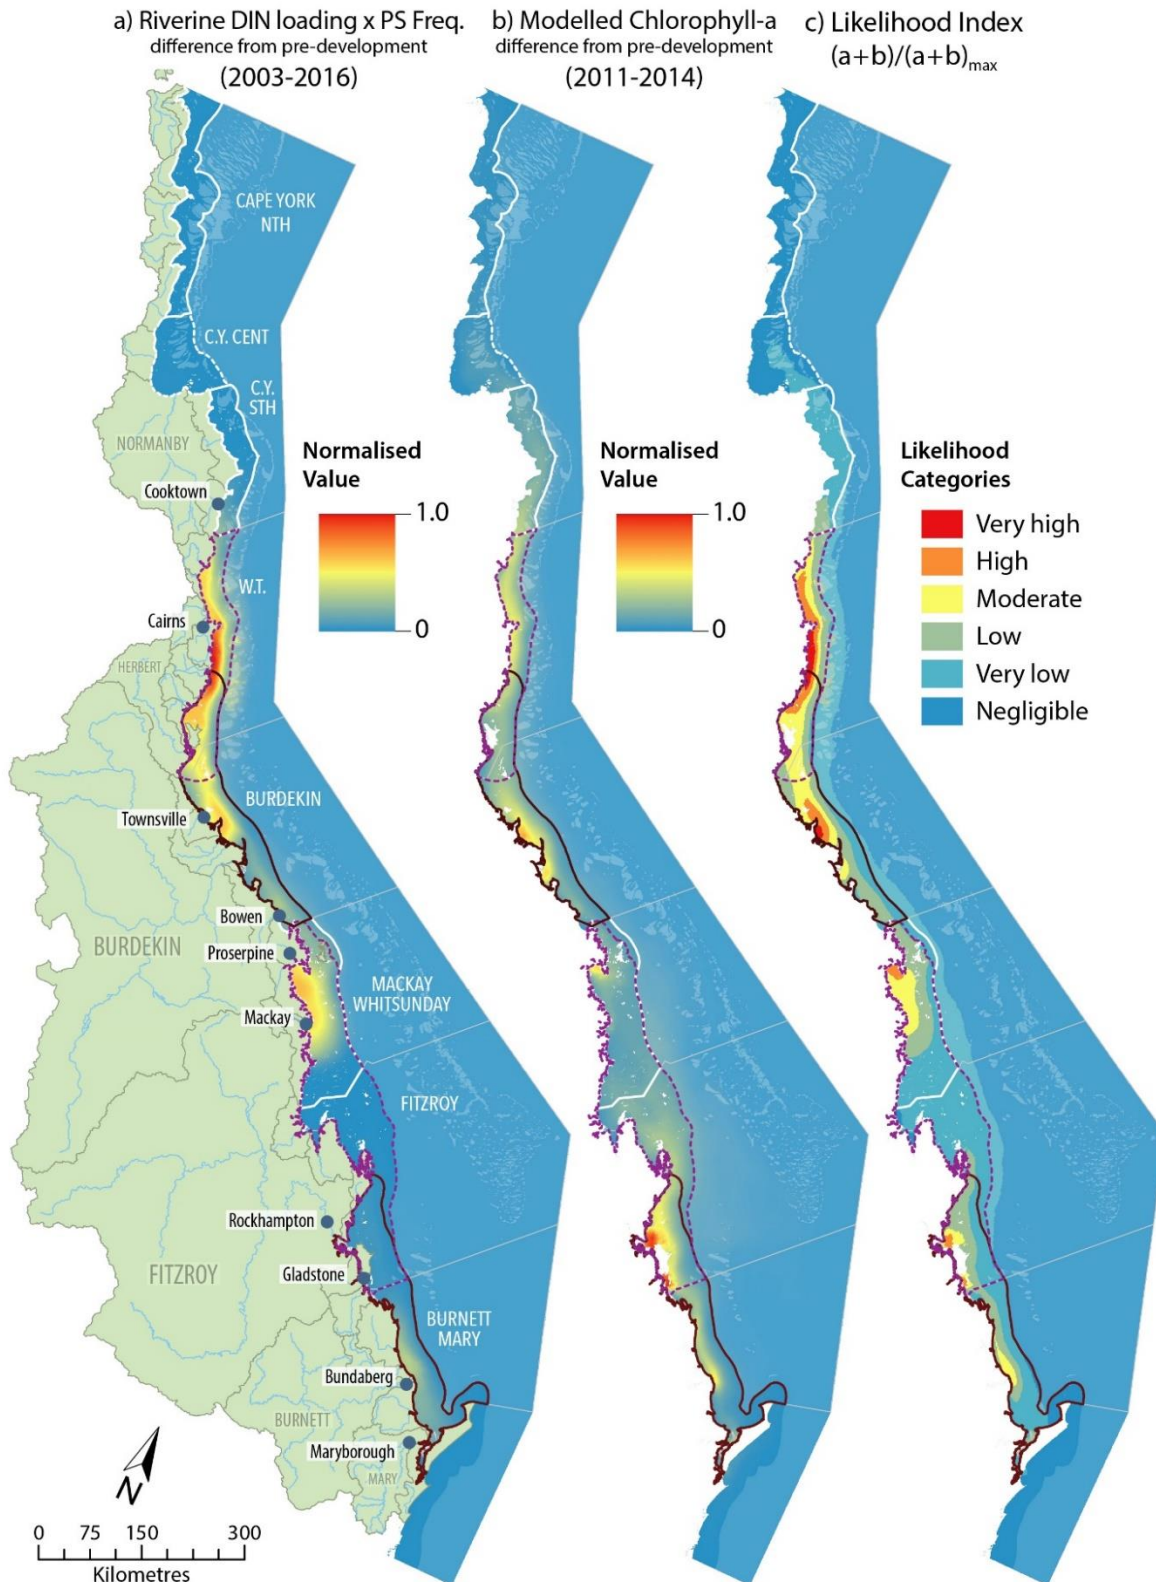 a) Riverine DIN loading x PS Freq.
difference from pre-development
(2003-2016)
b) Modelled Chlorophyll-a
difference from pre-development
(2011-2014)
c) Likelihood Index
(a+b)/(a+b)max
CAPE YORK
NTH
C.Y. CENT
C.Y.
STH
NORMANBY
Cooktown
W.T.
Cairns
HERBERT
BURDEKIN
Townsville
Bowen
BURDEKIN
Proserpine
MACKAY
WHITSUNDAY
Mackay
FITZROY
Rockhampton
FITZROY
Gladstone
BURNETT
MARY
Bundaberg
BURNETT
Maryborough
MARY
N
0 75 150 300
Kilometres
Normalised
Value
1.0
0
Normalised
Value
1.0
0
Likelihood
Categories
Very high
High
Moderate
Low
Very low
Negligible